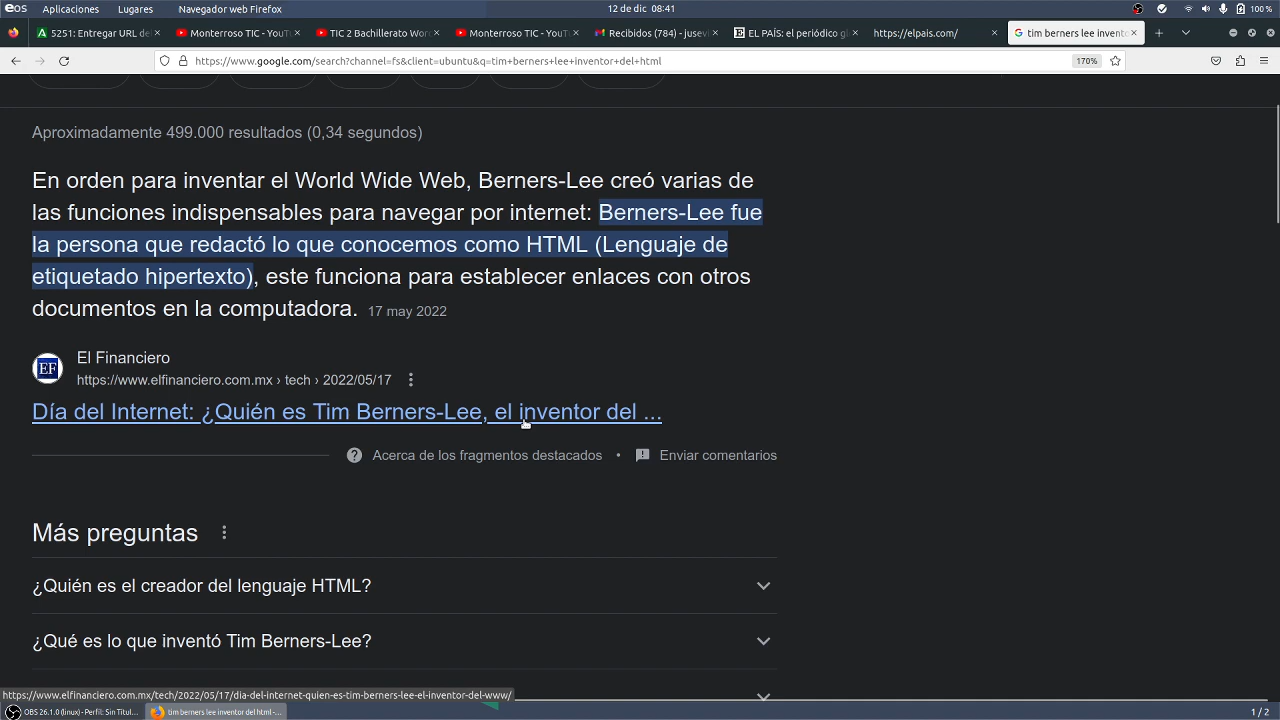 eos Aplicaciones Lugares Navegador web Firefox 12 de dic 08:41 100 %
5251: Entregar URL del Monterroso TIC - YouTu TIC 2 Bachillerato Wor Monterroso TIC - YouTu Recibidos (784) - jusevi EL PAÍS: el periódico gl https://elpais.com/ tim berners lee invento
https://www.google.com/search?channel=fs&client=ubuntu&q=tim+berners+lee+inventor+del+html 170%
Aproximadamente 499.000 resultados (0,34 segundos)
En orden para inventar el World Wide Web, Berners-Lee creó varias de
las funciones indispensables para navegar por internet: Berners-Lee fue
la persona que redactó lo que conocemos como HTML (Lenguaje de
etiquetado hipertexto), este funciona para establecer enlaces con otros
documentos en la computadora. 17 may 2022
EF El Financiero
https://www.elfinanciero.com.mx › tech › 2022/05/17
Día del Internet: ¿Quién es Tim Berners-Lee, el inventor del ...
Acerca de los fragmentos destacados • Enviar comentarios
Más preguntas
¿Quién es el creador del lenguaje HTML?
¿Qué es lo que inventó Tim Berners-Lee?
https://www.elfinanciero.com.mx/tech/2022/05/17/dia-del-internet-quien-es-tim-berners-lee-el-inventor-del-www/
OBS 26.1.0 (linux) - Perfil: Sin Titul... tim berners lee inventor del html -... 1 / 2